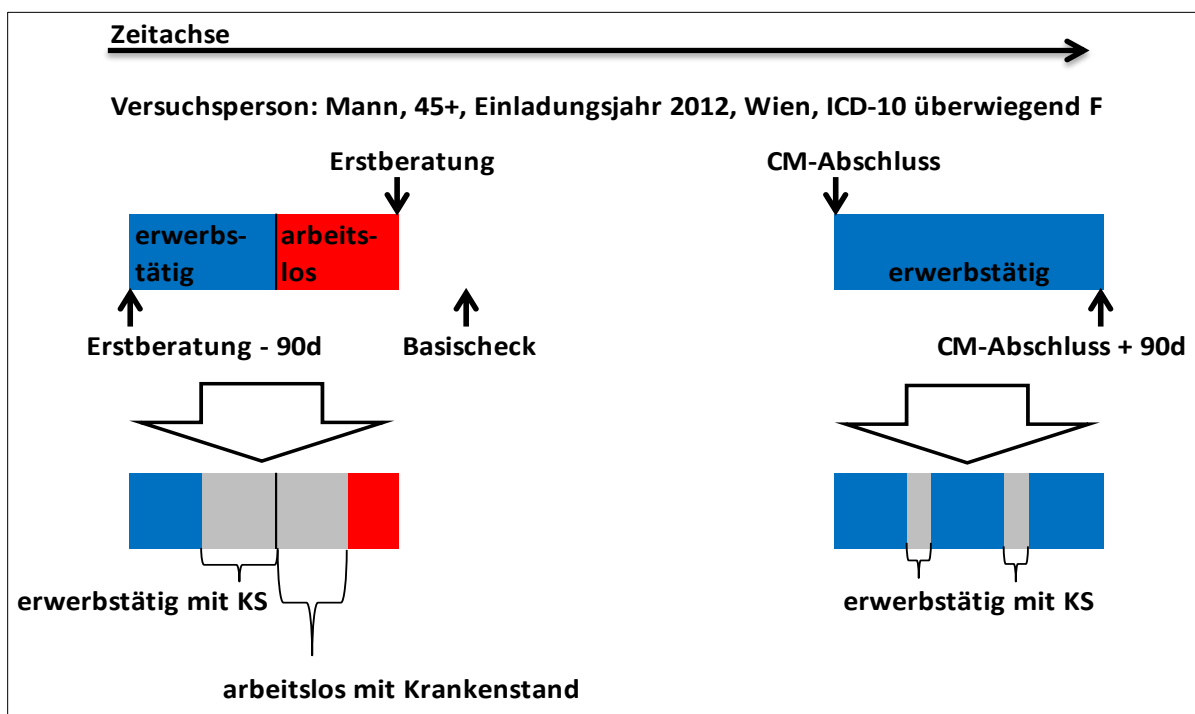 Zeitachse
Versuchsperson: Mann, 45+, Einladungsjahr 2012, Wien, ICD-10 überwiegend F
Erstberatung
CM-Abschluss
erwerbs-
tätig
arbeits-
los
erwerbstätig
Erstberatung - 90d
Basischeck
CM-Abschluss + 90d
erwerbstätig mit KS
erwerbstätig mit KS
arbeitslos mit Krankenstand